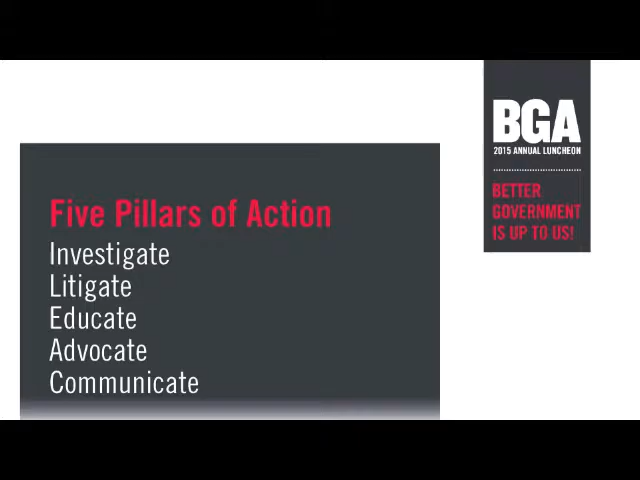 BGA
2015 ANNUAL LUNCHEON
BETTER
GOVERNMENT
IS UP TO US!
Five Pillars of Action
Investigate
Litigate
Educate
Advocate
Communicate